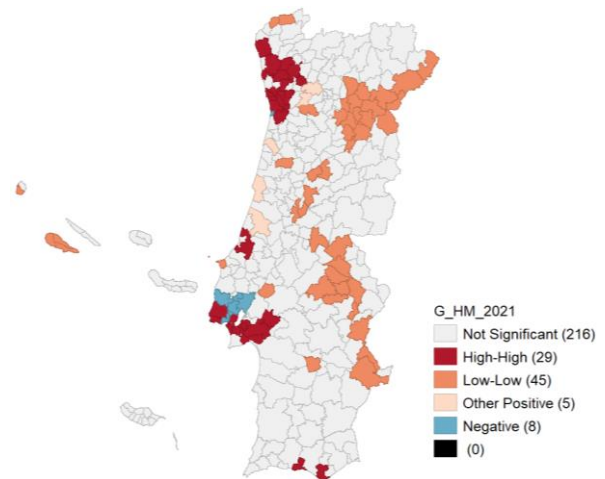 G_HM_2021
Not Significant (216)
High-High (29)
Low-Low (45)
Other Positive (5)
Negative (8)
(0)